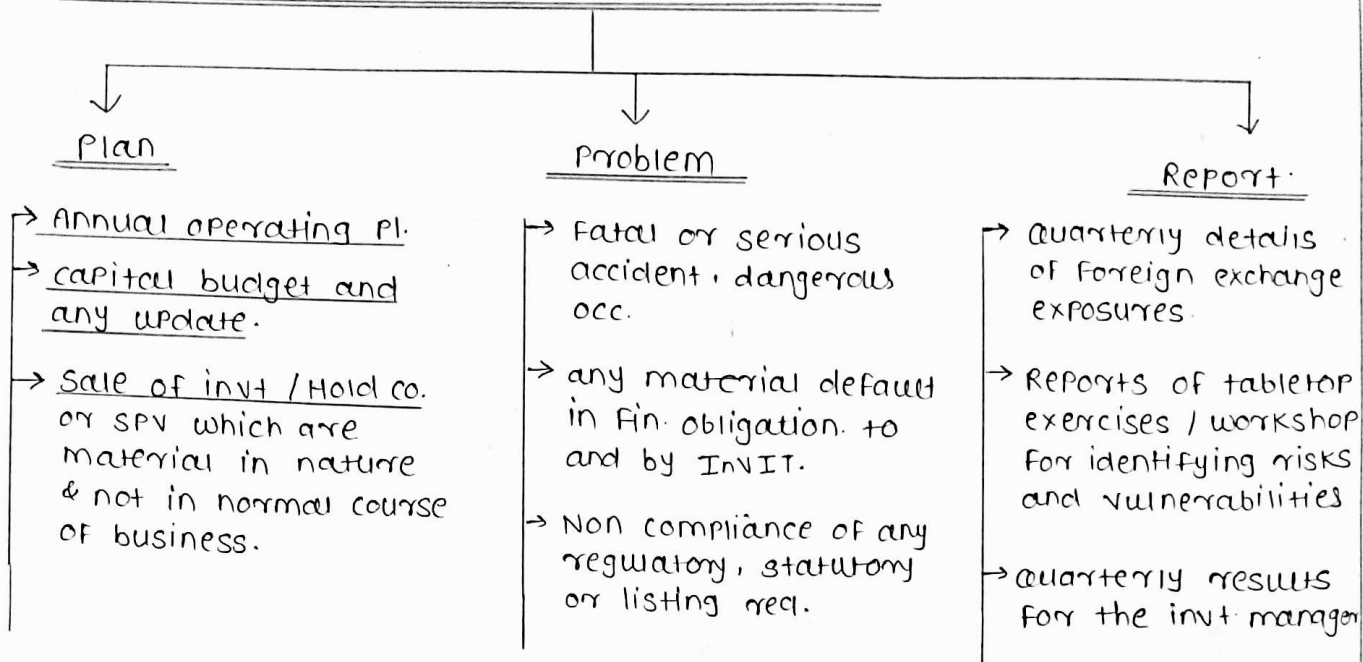 Plan
→ Annual operating Pl.
→ capital budget and
any update.
→ Sale of invt / Hold co.
or SPV which are
material in nature
& not in normal course
of business.
Problem
→ Fatal or serious
accident, dangerous
occ.
→ any material default
in Fin. obligation. to
and by InVIT.
→ Non compliance of any
regulatory, statutory
or listing req.
Report.
→ Quarterly details
of Foreign exchange
exposures.
→ Reports of tabletop
exercises / workshop
For identifying risks
and vulnerabilities
→ Quarterly results
For the invt. manager